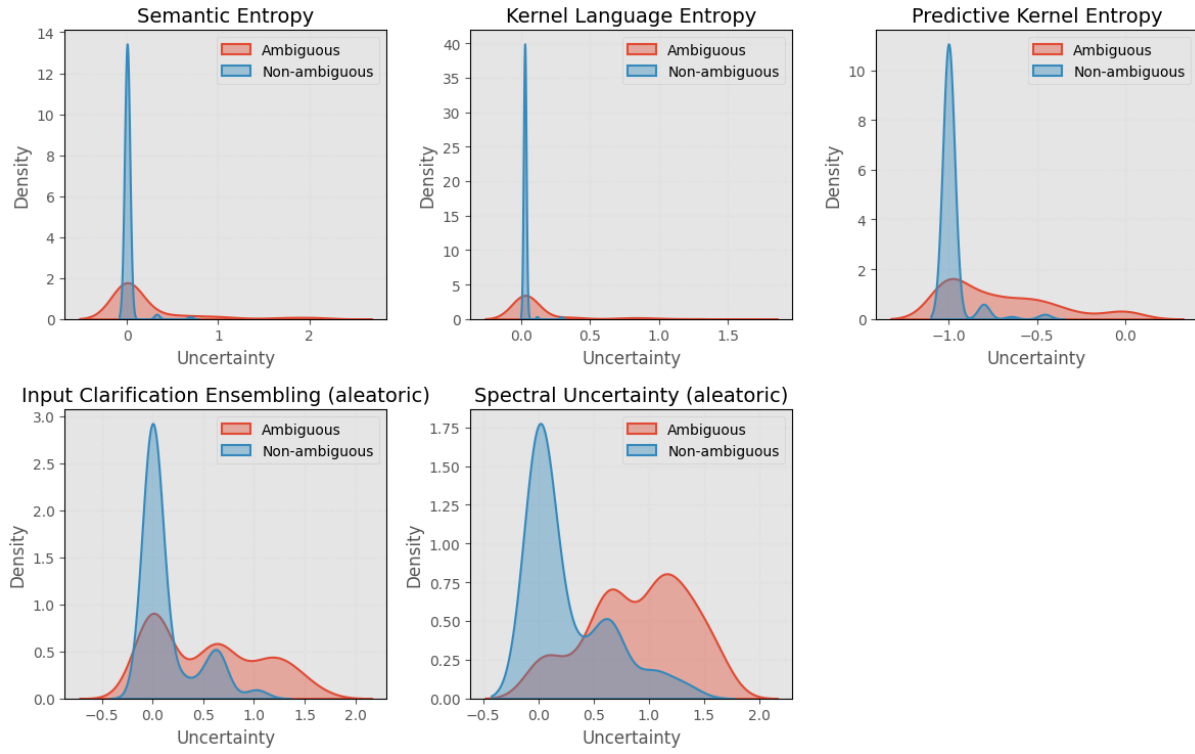 Semantic Entropy
14
12
10
8
6
4
2
0
Density
0
1
2
Uncertainty
Ambiguous
Non-ambiguous
Kernel Language Entropy
40
35
30
25
20
15
10
5
0
Density
0.0
0.5
1.0
1.5
Uncertainty
Ambiguous
Non-ambiguous
Predictive Kernel Entropy
10
8
6
4
2
0
Density
−1.0
−0.5
0.0
Uncertainty
Ambiguous
Non-ambiguous
Input Clarification Ensembling (aleatoric)
3.0
2.5
2.0
1.5
1.0
0.5
0.0
Density
−0.5
0.0
0.5
1.0
1.5
2.0
Uncertainty
Ambiguous
Non-ambiguous
Spectral Uncertainty (aleatoric)
1.75
1.50
1.25
1.00
0.75
0.50
0.25
0.00
Density
−0.5
0.0
0.5
1.0
1.5
2.0
Uncertainty
Ambiguous
Non-ambiguous